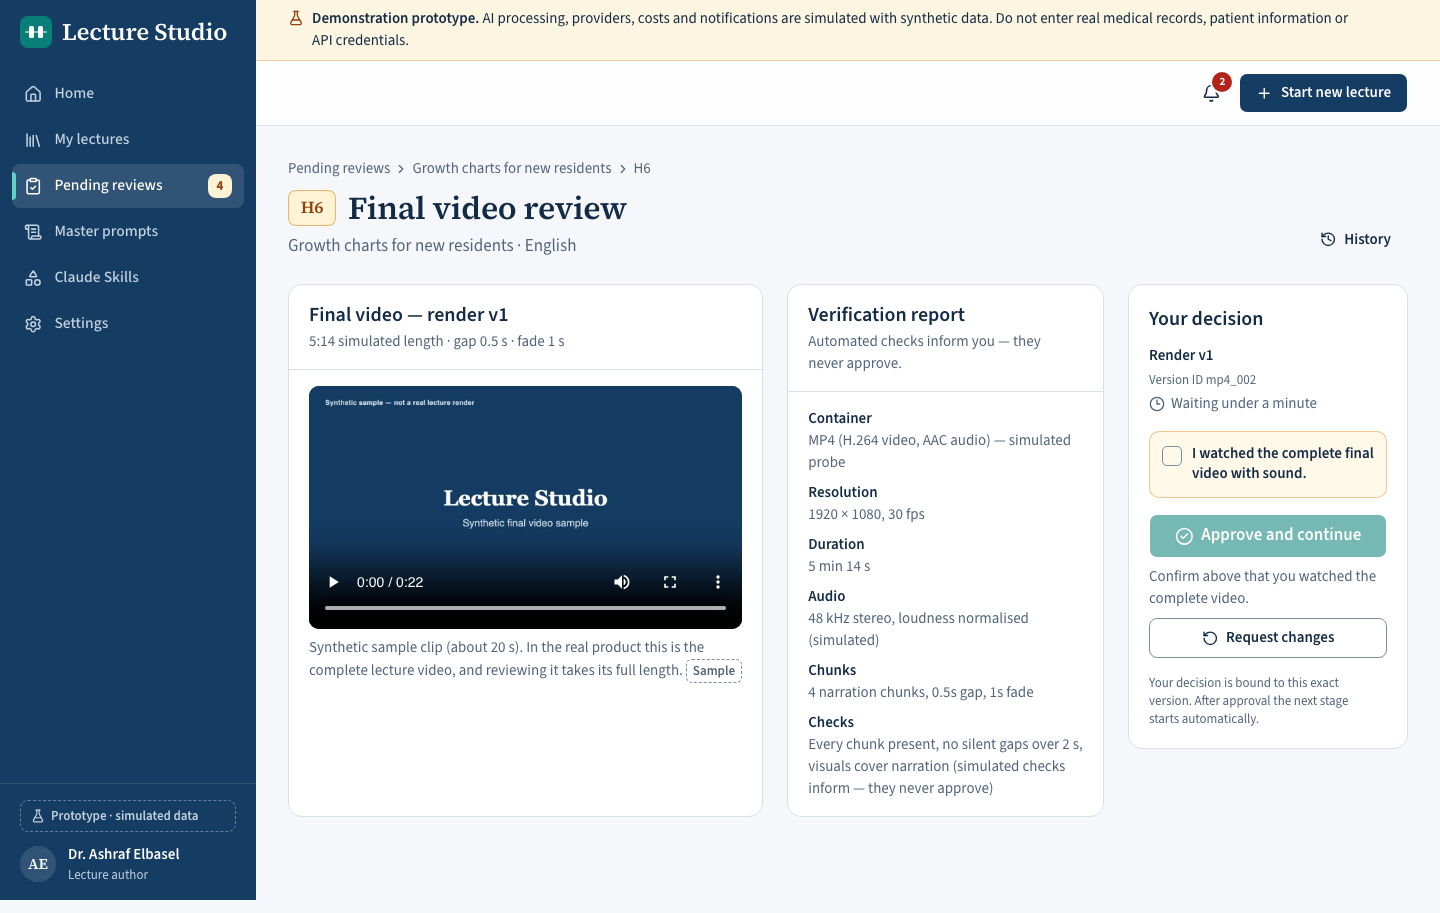 Lecture Studio
Home
My lectures
Pending reviews 4
Master prompts
Claude Skills
Settings
Prototype · simulated data
AE
Dr. Ashraf Elbasel
Lecture author
Demonstration prototype. AI processing, providers, costs and notifications are simulated with synthetic data. Do not enter real medical records, patient information or
API credentials.
2
Start new lecture
Pending reviews > Growth charts for new residents > H6
H6 Final video review
Growth charts for new residents · English
History
Final video — render v1
5:14 simulated length · gap 0.5 s · fade 1 s
Synthetic sample — not a real lecture render
Lecture Studio
Synthetic final video sample
0:00 / 0:22
Synthetic sample clip (about 20 s). In the real product this is the
complete lecture video, and reviewing it takes its full length. Sample
Verification report
Automated checks inform you — they
never approve.
Container
MP4 (H.264 video, AAC audio) — simulated
probe
Resolution
1920 × 1080, 30 fps
Duration
5 min 14 s
Audio
48 kHz stereo, loudness normalised
(simulated)
Chunks
4 narration chunks, 0.5s gap, 1s fade
Checks
Every chunk present, no silent gaps over 2 s,
visuals cover narration (simulated checks
inform — they never approve)
Your decision
Render v1
Version ID mp4_002
Waiting under a minute
I watched the complete final
video with sound.
Approve and continue
Confirm above that you watched the
complete video.
Request changes
Your decision is bound to this exact
version. After approval the next stage
starts automatically.